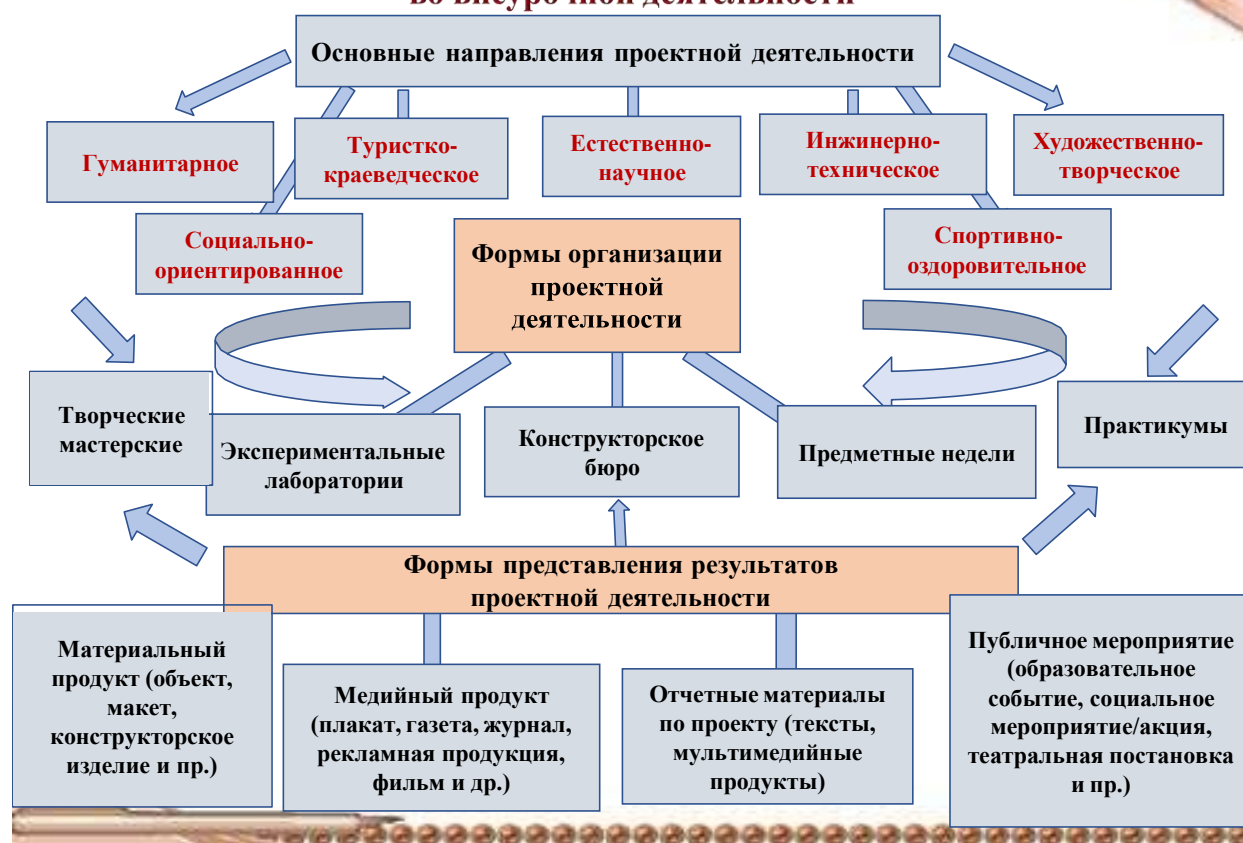 во внеурочной деятельности
Основные направления проектной деятельности
Гуманитарное
Туристко-
краеведческое
Естественно-
научное
Инжинерно-
техническое
Художественно-
творческое
Социально-
ориентированное
Спортивно-
оздоровительное
Формы организации
проектной
деятельности
Творческие
мастерские
Экспериментальные
лаборатории
Конструкторское
бюро
Предметные недели
Практикумы
Формы представления результатов
проектной деятельности
Материальный
продукт (объект,
макет,
конструкторское
изделие и пр.)
Медийный продукт
(плакат, газета, журнал,
рекламная продукция,
фильм и др.)
Отчетные материалы
по проекту (тексты,
мультимедийные
продукты)
Публичное мероприятие
(образовательное
событие, социальное
мероприятие/акция,
театральная постановка
и пр.)